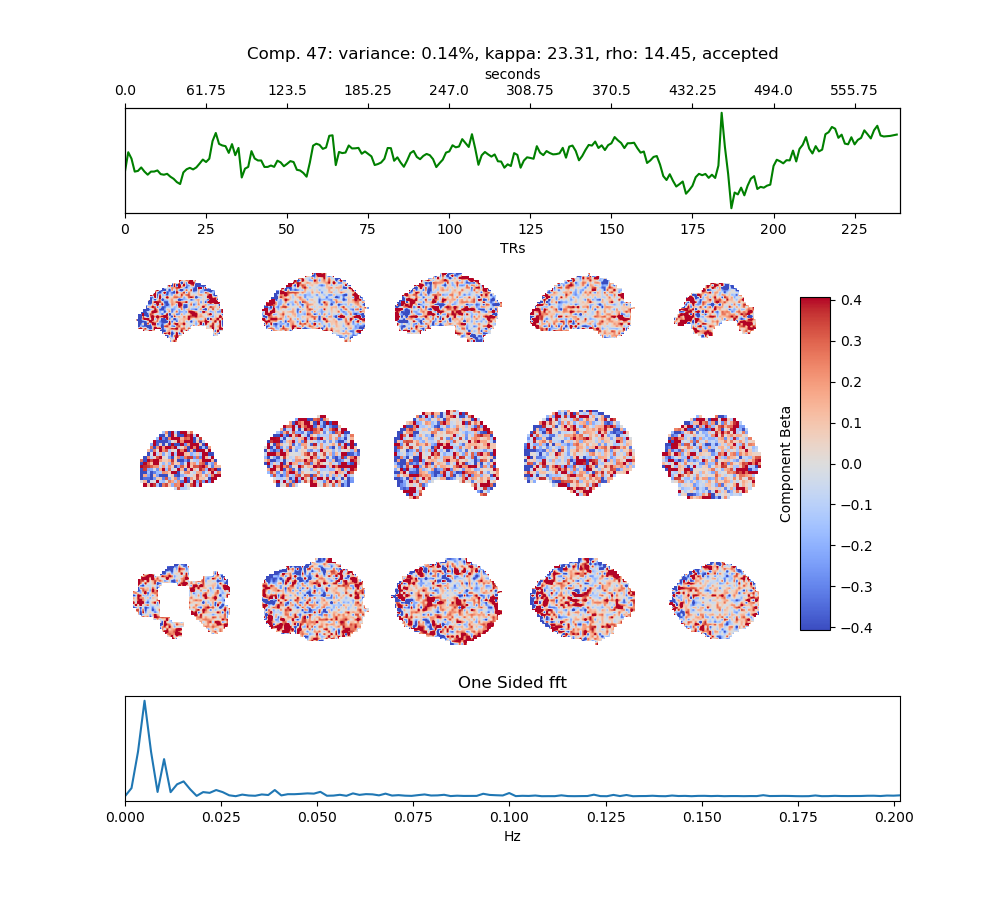 Comp. 47: variance: 0.14%, kappa: 23.31, rho: 14.45, accepted
seconds
0.0 61.75 123.5 185.25 247.0 308.75 370.5 432.25 494.0 555.75
0 25 50 75 100 125 150 175 200 225
TRs
0.4
0.3
0.2
0.1
0.0
−0.1
−0.2
−0.3
−0.4
Component Beta
One Sided fft
0.000 0.025 0.050 0.075 0.100 0.125 0.150 0.175 0.200
Hz